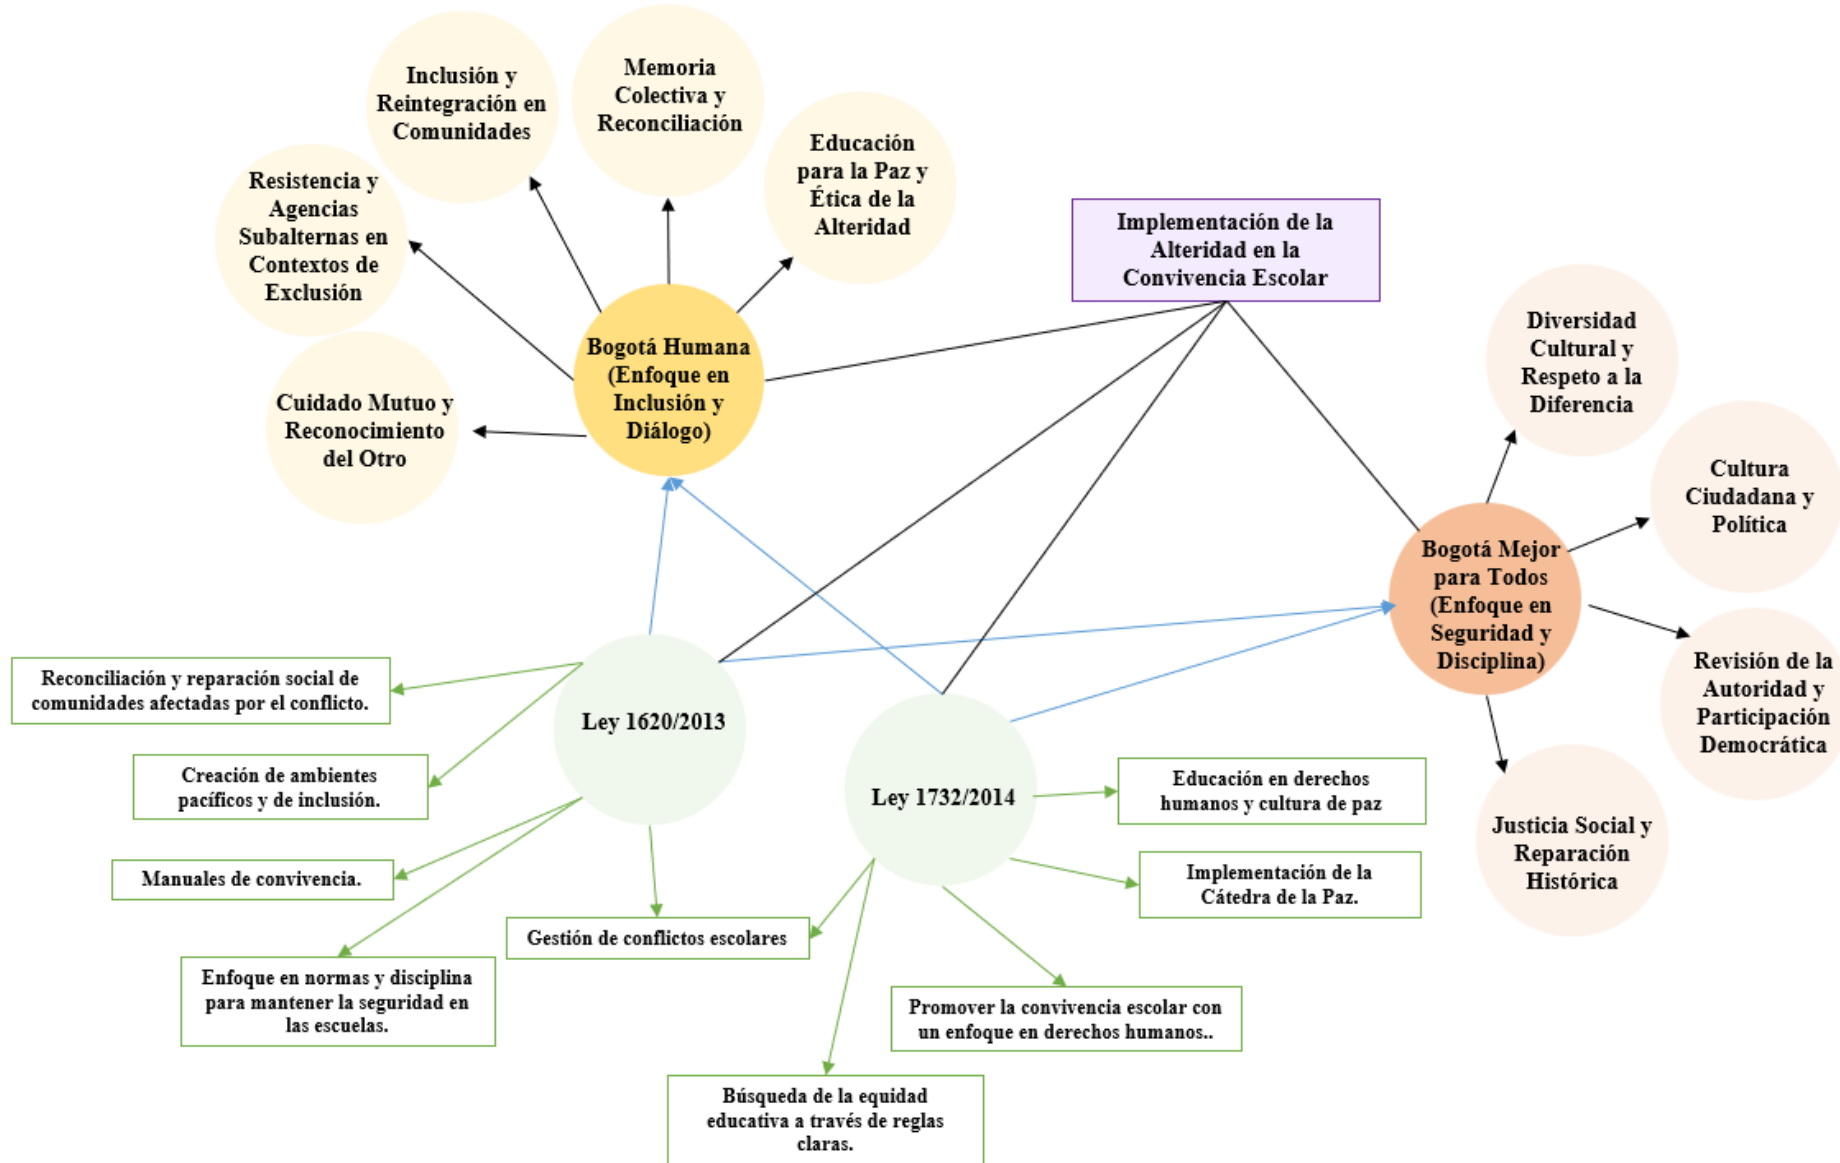 Inclusión y
Reintegración en
Comunidades
Memoria
Colectiva y
Reconciliación
Educación
para la Paz y
Ética de la
Alteridad
Resistencia y
Agencias
Subalternas en
Contextos de
Exclusión
Implementación de la
Alteridad en la
Convivencia Escolar
Bogotá Humana
(Enfoque en
Inclusión y
Diálogo)
Cuidado Mutuo y
Reconocimiento
del Otro
Diversidad
Cultural y
Respeto a la
Diferencia
Cultura
Ciudadana y
Política
Bogotá Mejor
para Todos
(Enfoque en
Seguridad y
Disciplina)
Revisión de la
Autoridad y
Participación
Democrática
Justicia Social y
Reparación
Histórica
Ley 1620/2013
Reconciliación y reparación social de
comunidades afectadas por el conflicto.
Creación de ambientes
pacíficos y de inclusión.
Manuales de convivencia.
Enfoque en normas y disciplina
para mantener la seguridad en
las escuelas.
Gestión de conflictos escolares
Ley 1732/2014
Educación en derechos
humanos y cultura de paz
Implementación de la
Cátedra de la Paz.
Promover la convivencia escolar con
un enfoque en derechos humanos..
Búsqueda de la equidad
educativa a través de reglas
claras.